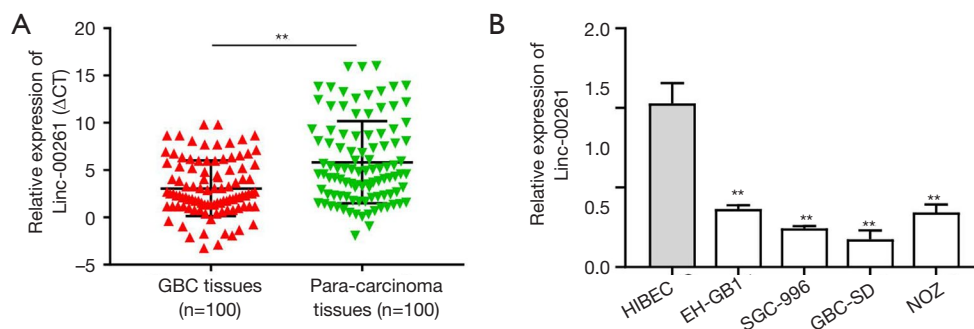 A
**
20
15
10
5
0
−5
Relative expression of
Linc-00261 (ΔCT)
GBC tissues
(n=100)
Para-carcinoma
tissues (n=100)
B
2.0
1.5
1.0
0.5
0.0
Relative expression of
Linc-00261
**
**
**
**
HIBEC
EH-GB1
SGC-996
GBC-SD
NOZ